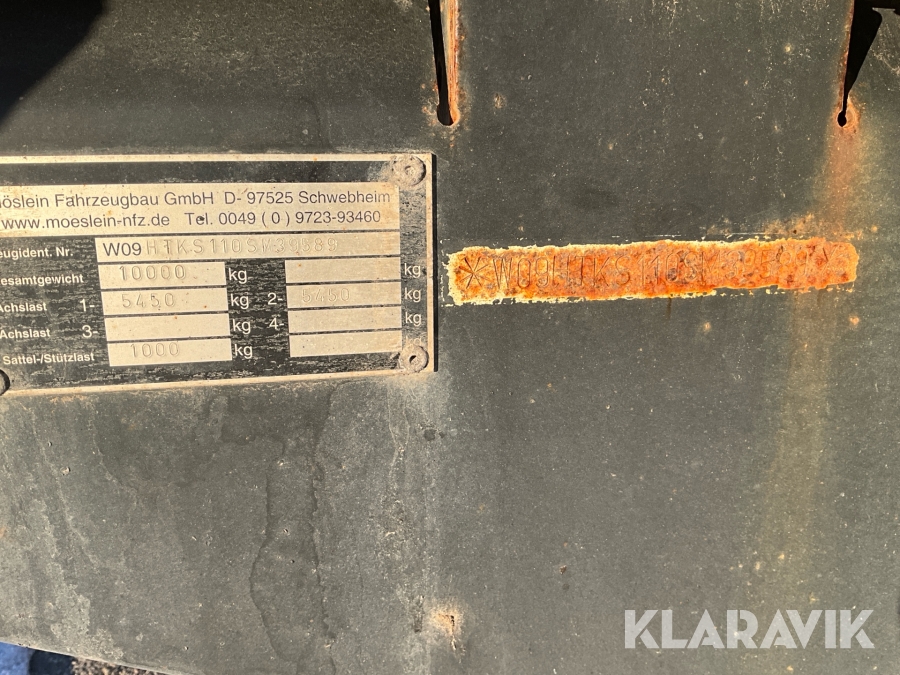 öslein Fahrzeugbau GmbH D- 97525 Schwebheim
www.moeslein-nfz.de Tel. 0049 ( 0 ) 9723-93460
eugident. Nr.
esamtgewicht 10000 kg kg
Achslast 1- 5450 kg 2- 5450 kg
Achslast 3- kg 4- kg
Sattel-/Stützlast 1000 kg
KLARAVIK